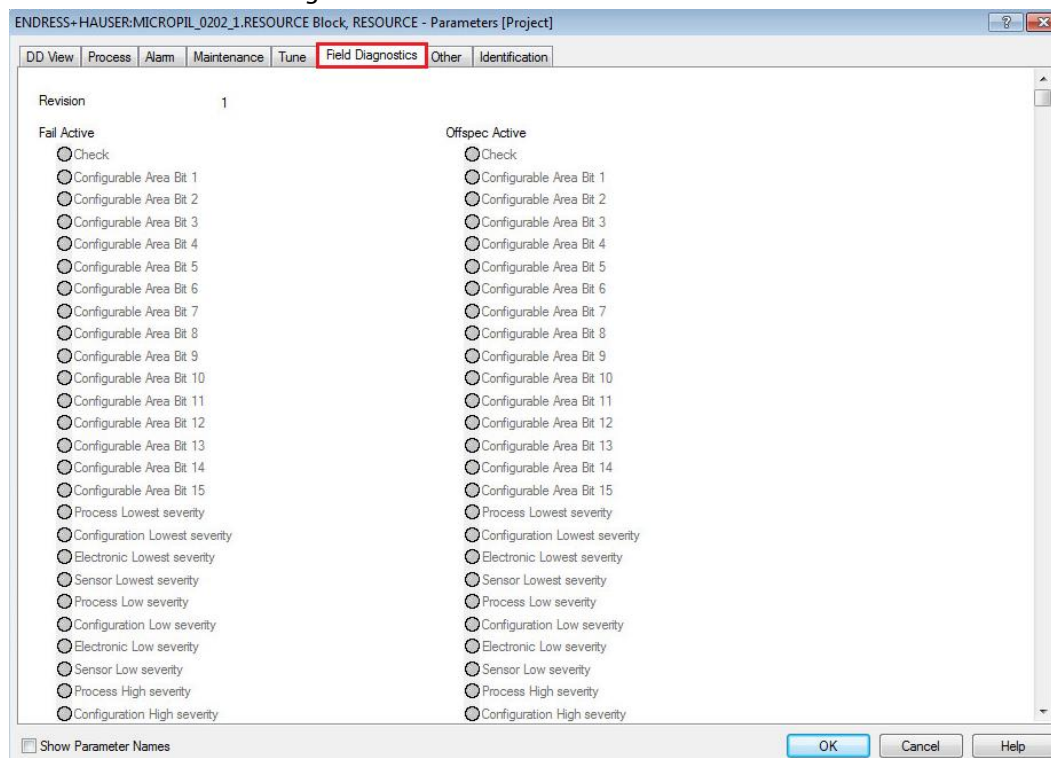 ENDRESS+HAUSER:MICROPIL_0202_1.RESOURCE Block, RESOURCE - Parameters [Project]
DD View Process Alarm Maintenance Tune Field Diagnostics Other Identification
Revision 1
Fail Active Offspec Active
Check Check
Configurable Area Bit 1 Configurable Area Bit 1
Configurable Area Bit 2 Configurable Area Bit 2
Configurable Area Bit 3 Configurable Area Bit 3
Configurable Area Bit 4 Configurable Area Bit 4
Configurable Area Bit 5 Configurable Area Bit 5
Configurable Area Bit 6 Configurable Area Bit 6
Configurable Area Bit 7 Configurable Area Bit 7
Configurable Area Bit 8 Configurable Area Bit 8
Configurable Area Bit 9 Configurable Area Bit 9
Configurable Area Bit 10 Configurable Area Bit 10
Configurable Area Bit 11 Configurable Area Bit 11
Configurable Area Bit 12 Configurable Area Bit 12
Configurable Area Bit 13 Configurable Area Bit 13
Configurable Area Bit 14 Configurable Area Bit 14
Configurable Area Bit 15 Configurable Area Bit 15
Process Lowest severity Process Lowest severity
Configuration Lowest severity Configuration Lowest severity
Electronic Lowest severity Electronic Lowest severity
Sensor Lowest severity Sensor Lowest severity
Process Low severity Process Low severity
Configuration Low severity Configuration Low severity
Electronic Low severity Electronic Low severity
Sensor Low severity Sensor Low severity
Process High severity Process High severity
Configuration High severity Configuration High severity
Show Parameter Names OK Cancel Help